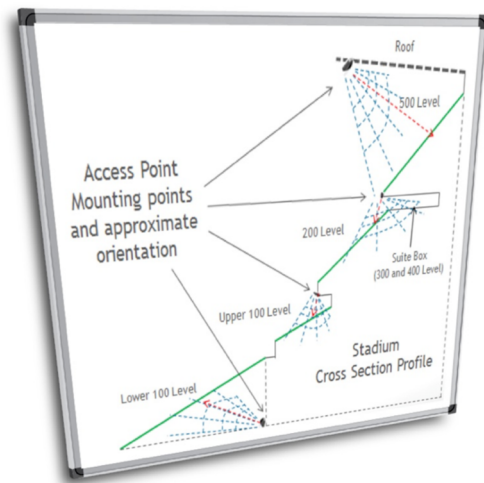 Roof
500 Level
Access Point
Mounting points
and approximate
orientation
200 Level
Suite Box
(300 and 400 Level)
Upper 100 Level
Stadium
Cross Section Profile
Lower 100 Level